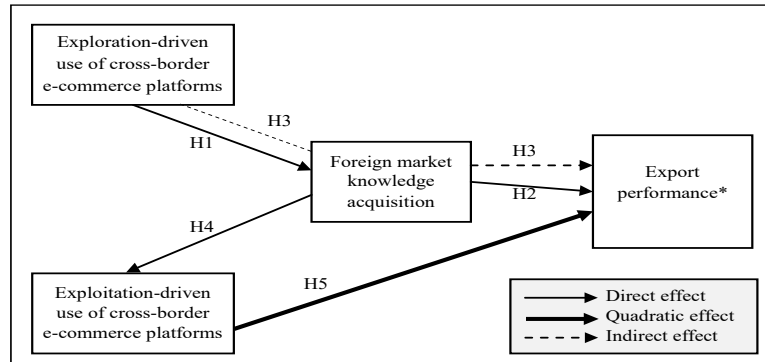 Exploration-driven
use of cross-border
e-commerce platforms
H3
H1
Foreign market
knowledge
acquisition
H3
H2
Export
performance*
H4
Exploitation-driven
use of cross-border
e-commerce platforms
H5
Direct effect
Quadratic effect
Indirect effect